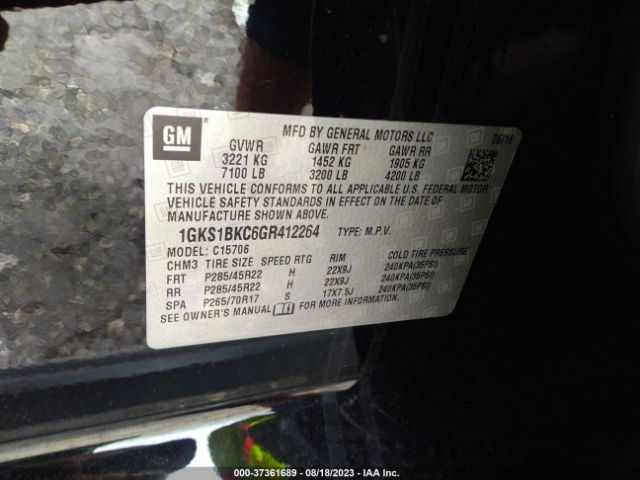 GM
MFD BY GENERAL MOTORS LLC 06/16
GVWR GAWR FRT GAWR RR
3221 KG 1452 KG 1905 KG
7100 LB 3200 LB 4200 LB
THIS VEHICLE CONFORMS TO ALL APPLICABLE U.S. FEDERAL MOTOR
VEHICLE SAFETY STANDARDS IN EFFECT ON THE DATE OF
MANUFACTURE SHOWN ABOVE.
1GKS1BKC6GR412264 TYPE: M.P.V.
MODEL: C15706
CHM3 TIRE SIZE SPEED RTG RIM COLD TIRE PRESSURE
FRT P285/45R22 H 22X9J 240KPA(35PSI)
RR P285/45R22 H 22X9J 240KPA(35PSI)
SPA P265/70R17 S 17X7.5J 240KPA(35PSI)
SEE OWNER'S MANUAL FOR MORE INFORMATION.
000-37361689 | 08/18/2023 - IAA Inc.